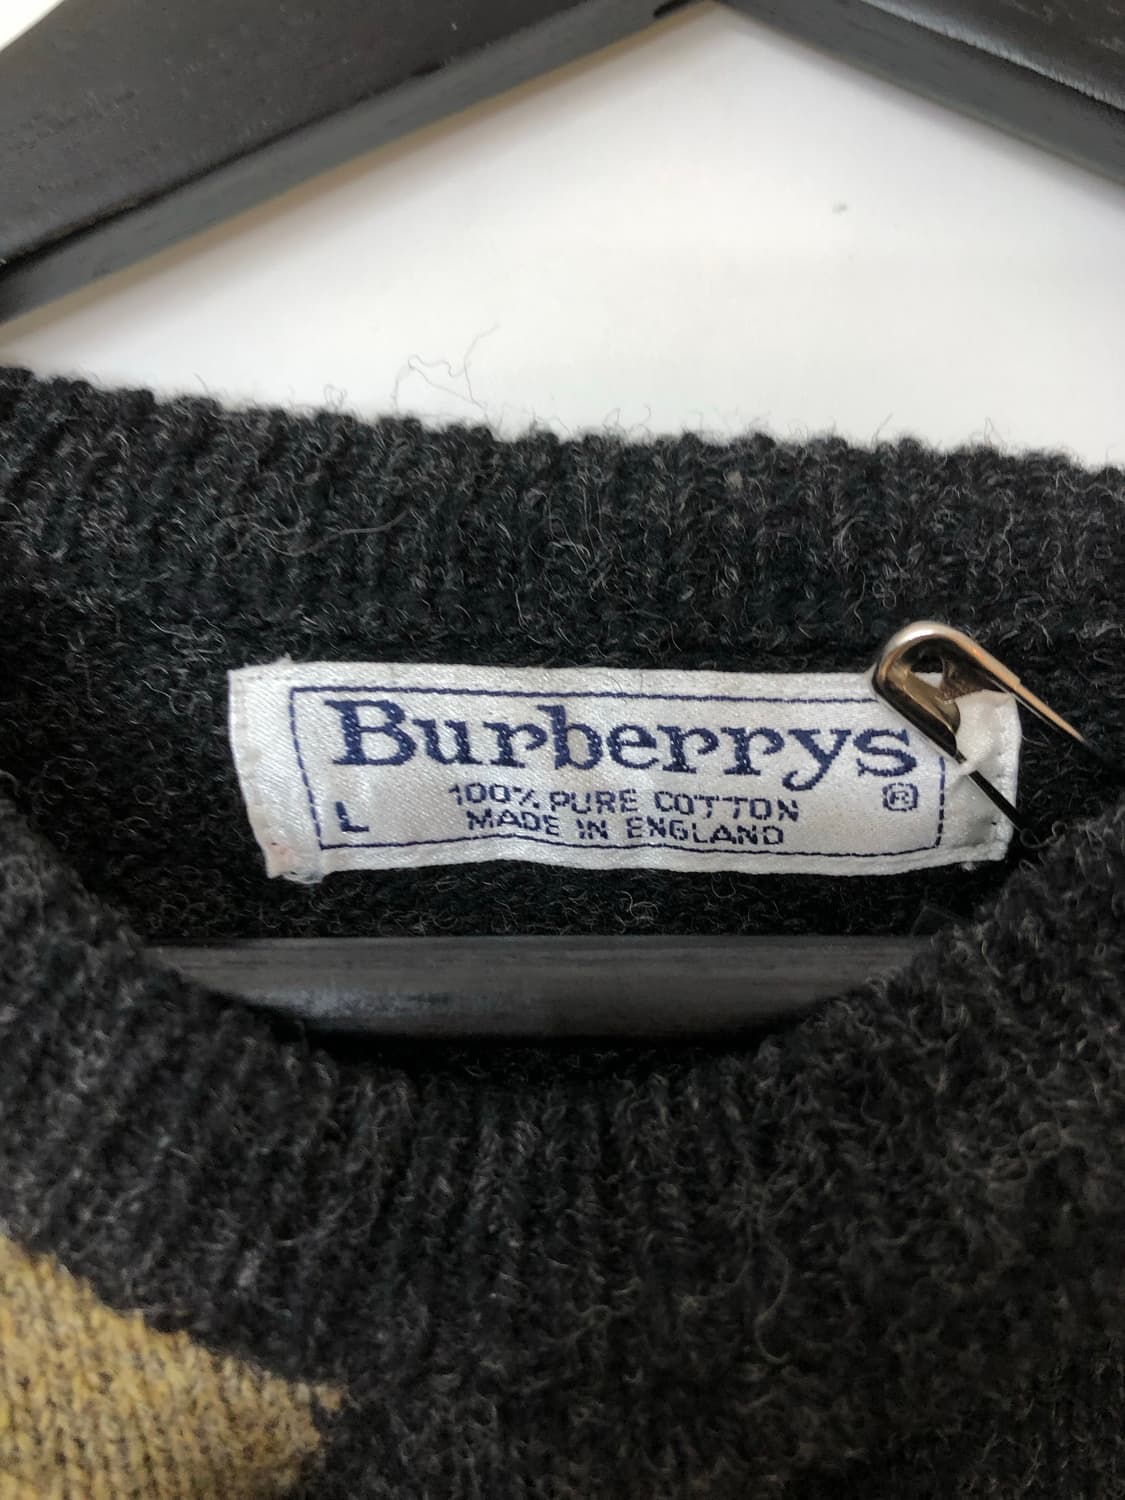 Burberrys
®
L
100% PURE COTTON
MADE IN ENGLAND